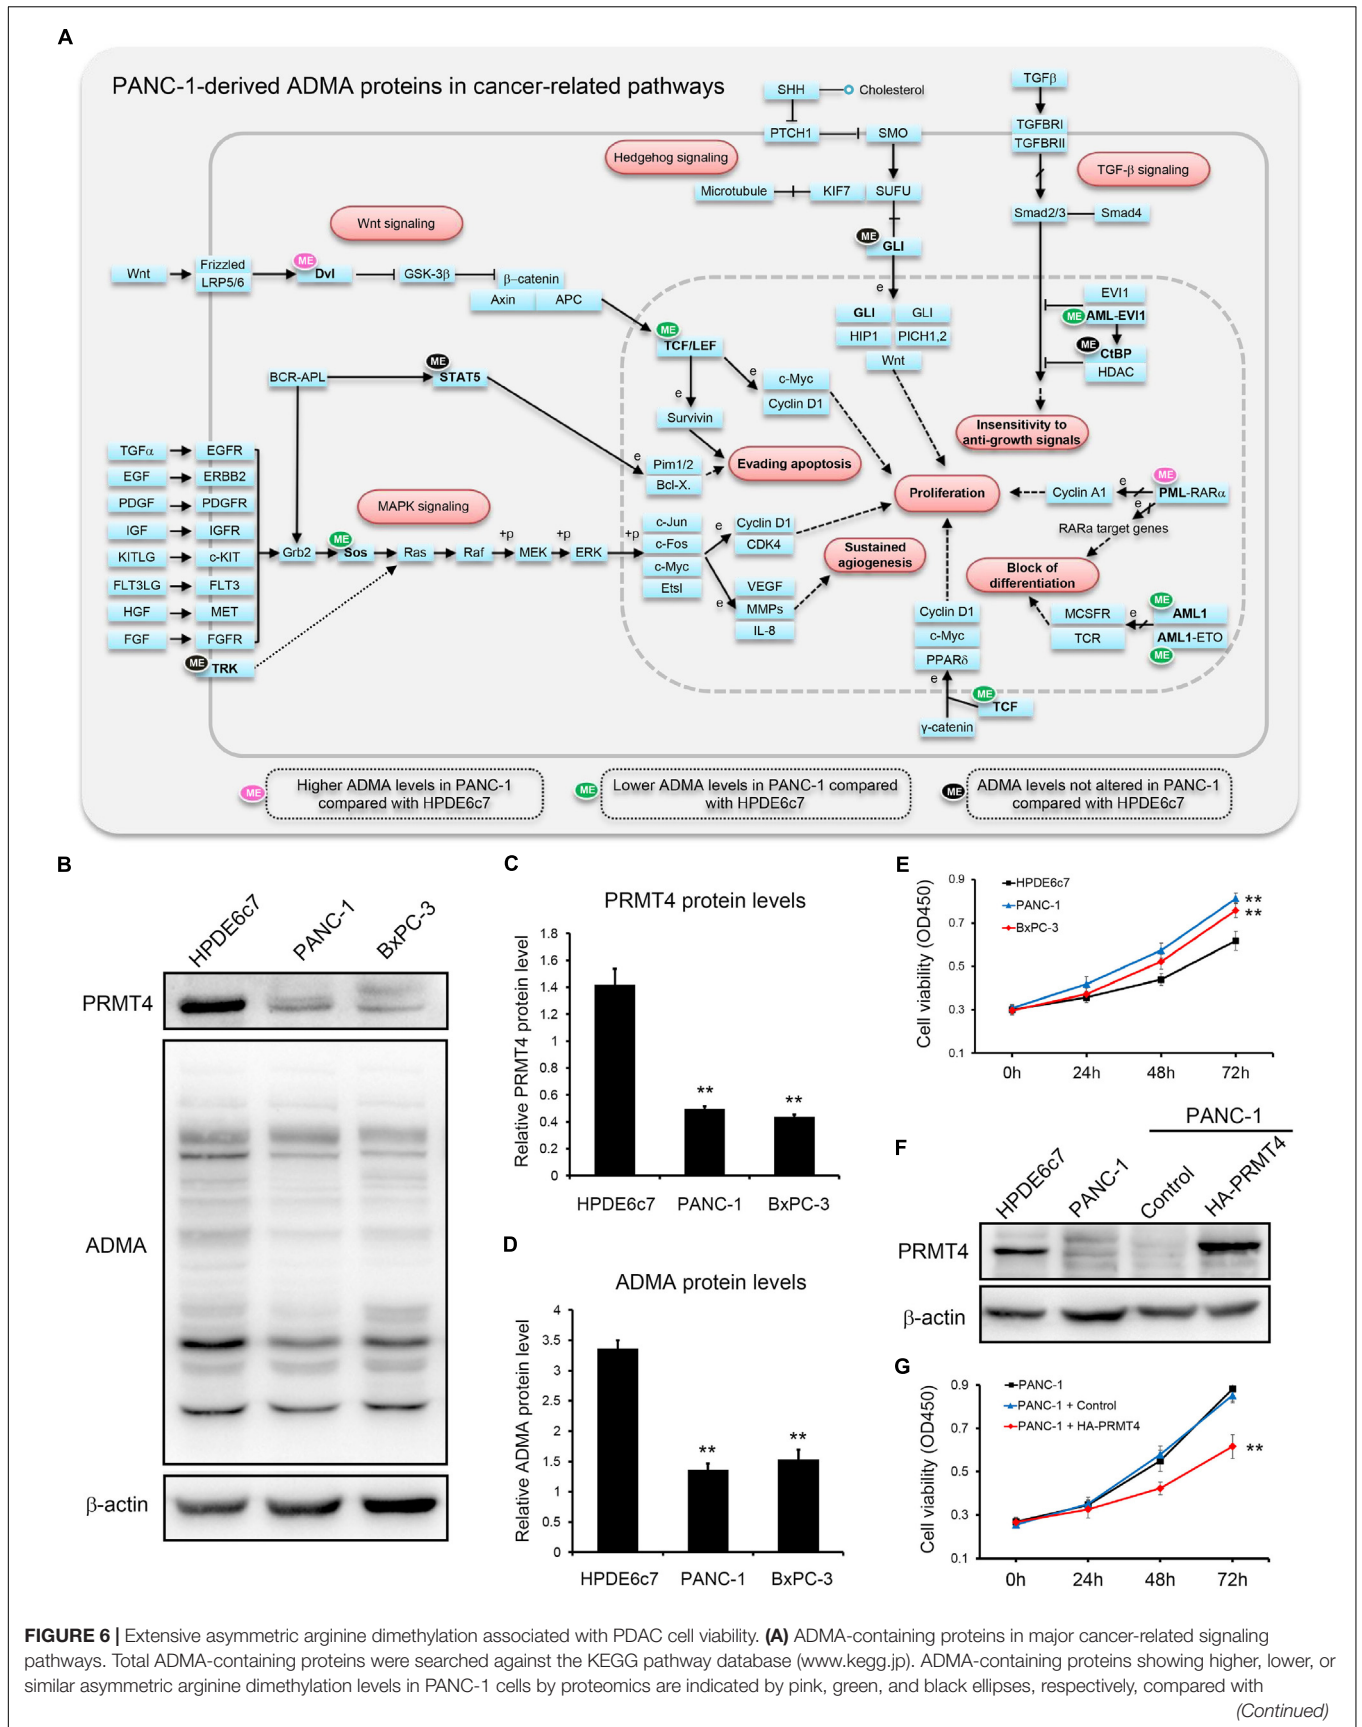 A
PANC-1-derived ADMA proteins in cancer-related pathways
SHH
Cholesterol
PTCH1
SMO
Hedgehog signaling
Microtubule
KIF7
SUFU
ME
GLI
e
GLI
GLI
HIP1
PICH1,2
Wnt
TGFβ
TGFBRI
TGFBRII
TGF-β signaling
Smad2/3
Smad4
EVI1
ME
AML-EVI1
ME
CtBP
HDAC
Insensitivity to
anti-growth signals
Wnt signaling
Wnt
Frizzled
LRP5/6
ME
Dvl
GSK-3β
β-catenin
Axin
APC
ME
TCF/LEF
e
c-Myc
Cyclin D1
e
Survivin
BCR-APL
ME
STAT5
e
Pim1/2
Bcl-X.
Evading apoptosis
Proliferation
TGFα
EGFR
EGF
ERBB2
PDGF
PDGFR
IGF
IGFR
KITLG
c-KIT
FLT3LG
FLT3
HGF
MET
FGF
FGFR
ME
TRK
MAPK signaling
Grb2
ME
Sos
Ras
Raf
+p
MEK
+p
ERK
+p
c-Jun
c-Fos
c-Myc
EtsI
e
Cyclin D1
CDK4
e
VEGF
MMPs
IL-8
Sustained
agiogenesis
Cyclin A1
e
ME
PML-RARα
e
RARa target genes
Block of
differentiation
MCSFR
TCR
e
ME
AML1
AML1-ETO
ME
Cyclin D1
c-Myc
PPARδ
e
ME
TCF
γ-catenin
ME
Higher ADMA levels in PANC-1
compared with HPDE6c7
ME
Lower ADMA levels in PANC-1 compared
with HPDE6c7
ME
ADMA levels not altered in PANC-1
compared with HPDE6c7
B
HPDE6c7
PANC-1
BxPC-3
PRMT4
ADMA
β-actin
C
PRMT4 protein levels
Relative PRMT4 protein level
1.8
1.6
1.4
1.2
1
0.8
0.6
0.4
0.2
0
**
**
HPDE6c7
PANC-1
BxPC-3
D
ADMA protein levels
Relative ADMA protein level
4
3.5
3
2.5
2
1.5
1
0.5
0
**
**
HPDE6c7
PANC-1
BxPC-3
E
Cell viability (OD450)
0.9
0.7
0.5
0.3
0.1
HPDE6c7
PANC-1
BxPC-3
**
**
0h
24h
48h
72h
F
PANC-1
HPDE6c7
PANC-1
Control
HA-PRMT4
PRMT4
β-actin
G
Cell viability (OD450)
0.9
0.7
0.5
0.3
0.1
PANC-1
PANC-1 + Control
PANC-1 + HA-PRMT4
**
0h
24h
48h
72h
FIGURE 6 | Extensive asymmetric arginine dimethylation associated with PDAC cell viability. (A) ADMA-containing proteins in major cancer-related signaling
pathways. Total ADMA-containing proteins were searched against the KEGG pathway database (www.kegg.jp). ADMA-containing proteins showing higher, lower, or
similar asymmetric arginine dimethylation levels in PANC-1 cells by proteomics are indicated by pink, green, and black ellipses, respectively, compared with
(Continued)